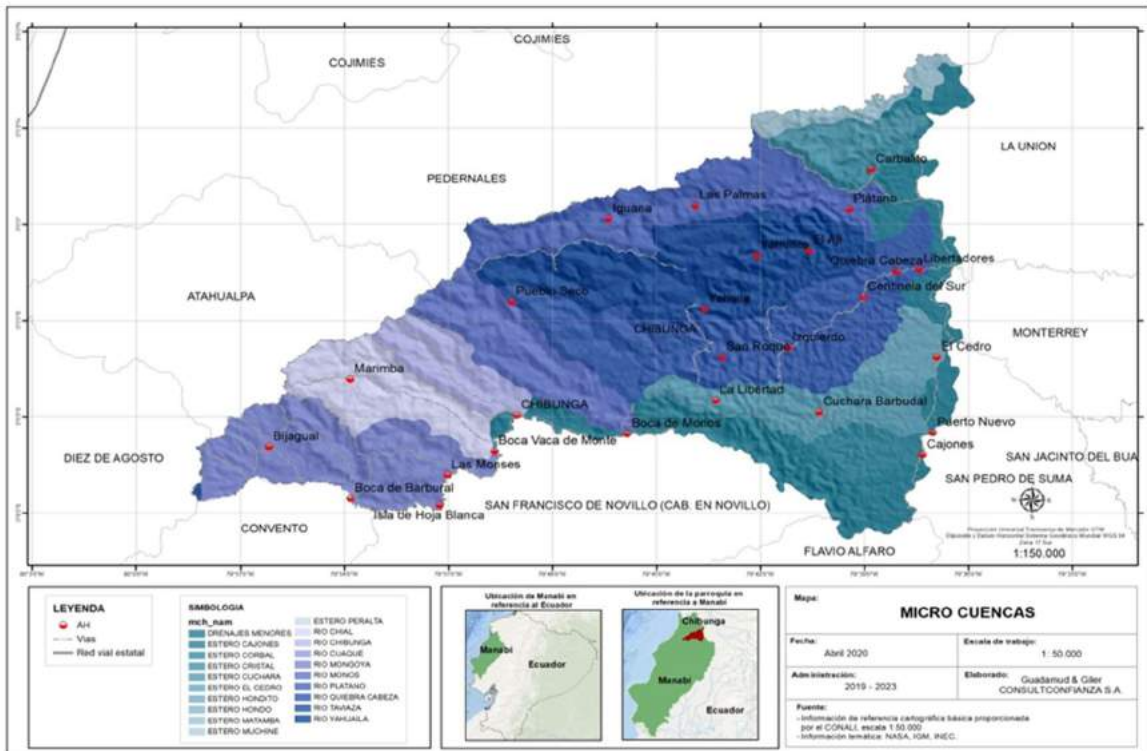 COJIMIES
COJIMIES
LA UNION
PEDERNALES
Carbalito
Las Palmas
Platano
Iguana
El Aji
Quiebra Cabeza
Libertadores
Centinela del Sur
ATAHUALPA
Pueblo Seco
CHIBUNGA
MONTERREY
San Roque
Izquierdo
El Cedro
Marimba
La Libertad
Cuchara Barbudal
CHIBUNGA
Boca de Monos
Puerto Nuevo
Bijagual
Boca Vaca de Monte
Cajones
DIEZ DE AGOSTO
Las Monses
SAN JACINTO DEL BUA
SAN PEDRO DE SUMA
Boca de Barbural
Isla de Hoja Blanca
SAN FRANCISCO DE NOVILLO (CAB. EN NOVILLO)
CONVENTO
FLAVIO ALFARO
1:150.000
LEYENDA
AH
Vias
Red vial estatal
SIMBOLOGIA
mch_nam
DRENAJES MENORES
ESTERO CAJONES
ESTERO CORBAL
ESTERO CRISTAL
ESTERO CUCHARA
ESTERO EL CEDRO
ESTERO HONDITO
ESTERO HONDO
ESTERO MATAMBA
ESTERO MUCHINE
ESTERO PERALTA
RIO CHIAL
RIO CHIBUNGA
RIO CUAQUE
RIO MONGOYA
RIO MONOS
RIO PLATANO
RIO QUIEBRA CABEZA
RIO TAVIAZA
RIO YAHUAILA
Ubicación de Manabi en
referencia al Ecuador
Manabi
Ecuador
Ubicación de la parroquia en
referencia a Manabi
Chibunga
Manabi
Ecuador
Mapa:
MICRO CUENCAS
Fecha:
Abril 2020
Escala de trabajo:
1: 50.000
Administración:
2019 - 2023
Elaborado:
Guadamud & Giler
CONSULTCONFIANZA S.A.
Fuente:
- Información de referencia cartográfica básica proporcionada
por el CONALI, escala 1:50.000
- Información temática: NASA, IGM, INEC.